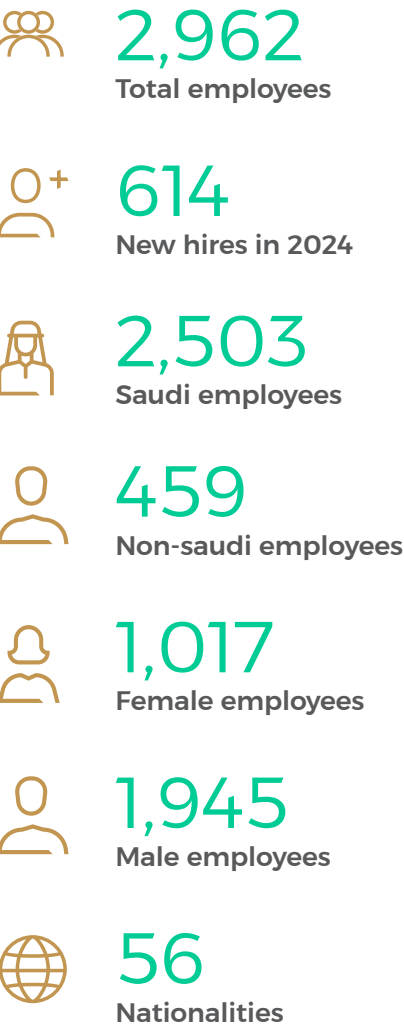 2,962
Total employees
614
New hires in 2024
2,503
Saudi employees
459
Non-saudi employees
1,017
Female employees
1,945
Male employees
56
Nationalities